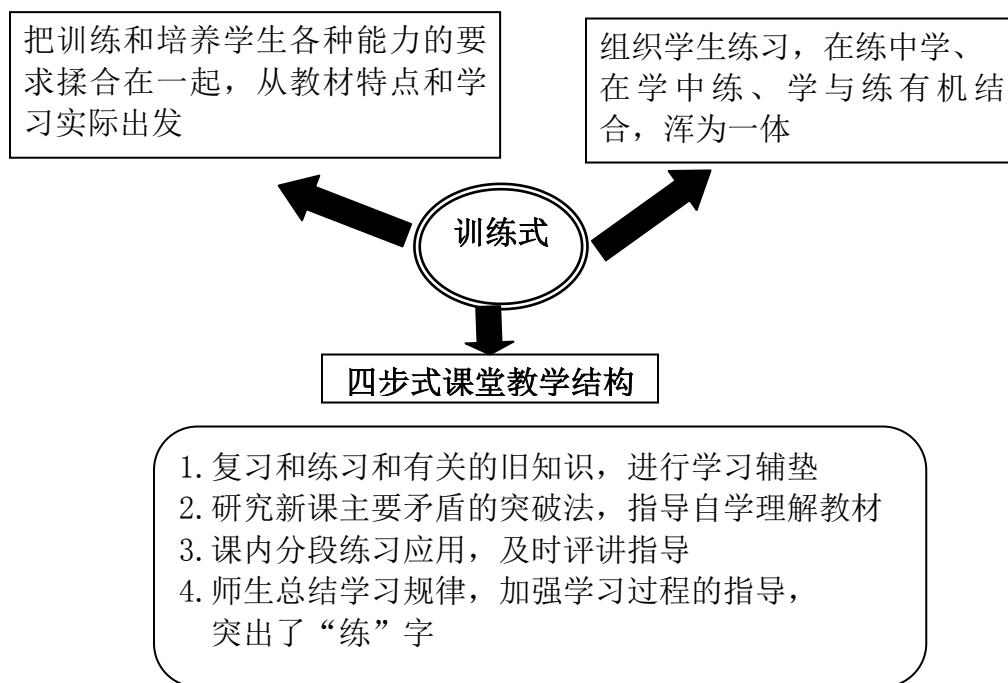 把训练和培养学生各种能力的要
求揉合在一起，从教材特点和学
习实际出发
组织学生练习，在练中学、
在学中练、学与练有机结
合，浑为一体
训练式
四步式课堂教学结构
1.复习和练习和有关的旧知识，进行学习辅垫
2.研究新课主要矛盾的突破法，指导自学理解教材
3.课内分段练习应用，及时评讲指导
4.师生总结学习规律，加强学习过程的指导，
突出了“练”字